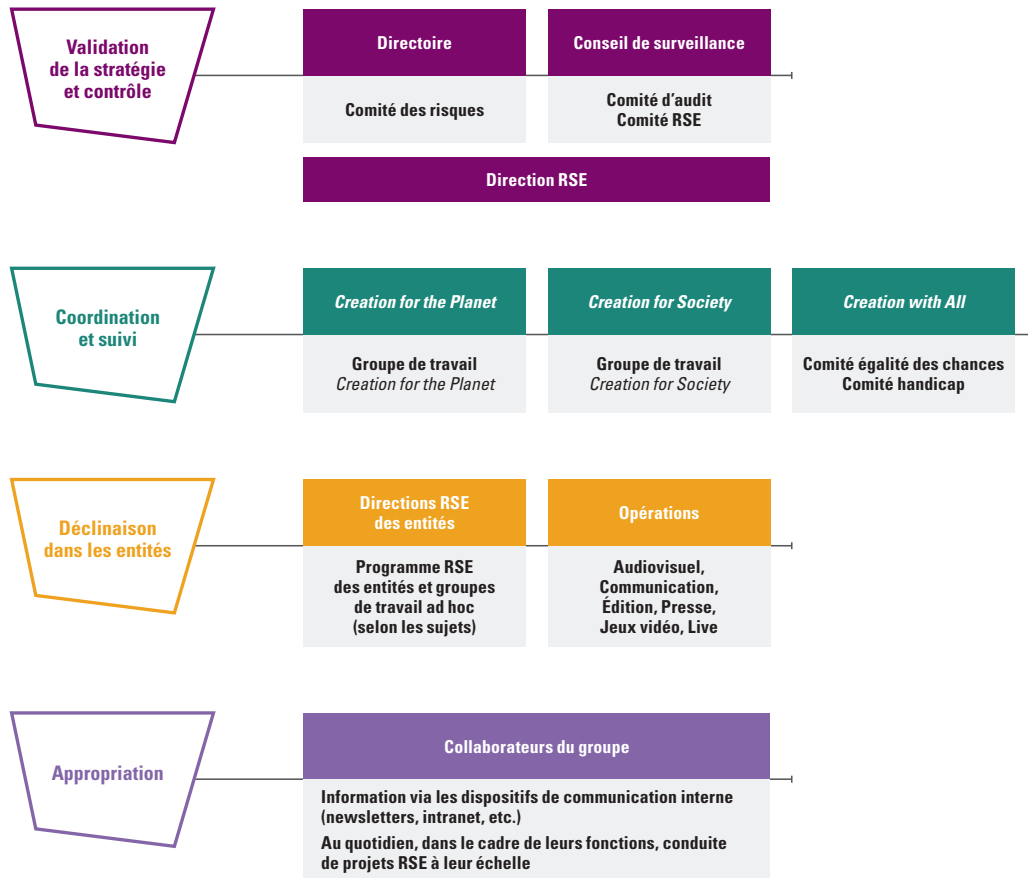 Validation
de la stratégie
et contrôle
Directoire
Comité des risques
Conseil de surveillance
Comité d'audit
Comité RSE
Direction RSE
Coordination
et suivi
Creation for the Planet
Groupe de travail
Creation for the Planet
Creation for Society
Groupe de travail
Creation for Society
Creation with All
Comité égalité des chances
Comité handicap
Déclinaison
dans les entités
Directions RSE
des entités
Programme RSE
des entités et groupes
de travail ad hoc
(selon les sujets)
Opérations
Audiovisuel,
Communication,
Édition, Presse,
Jeux vidéo, Live
Appropriation
Collaborateurs du groupe
Information via les dispositifs de communication interne
(newsletters, intranet, etc.)
Au quotidien, dans le cadre de leurs fonctions, conduite
de projets RSE à leur échelle